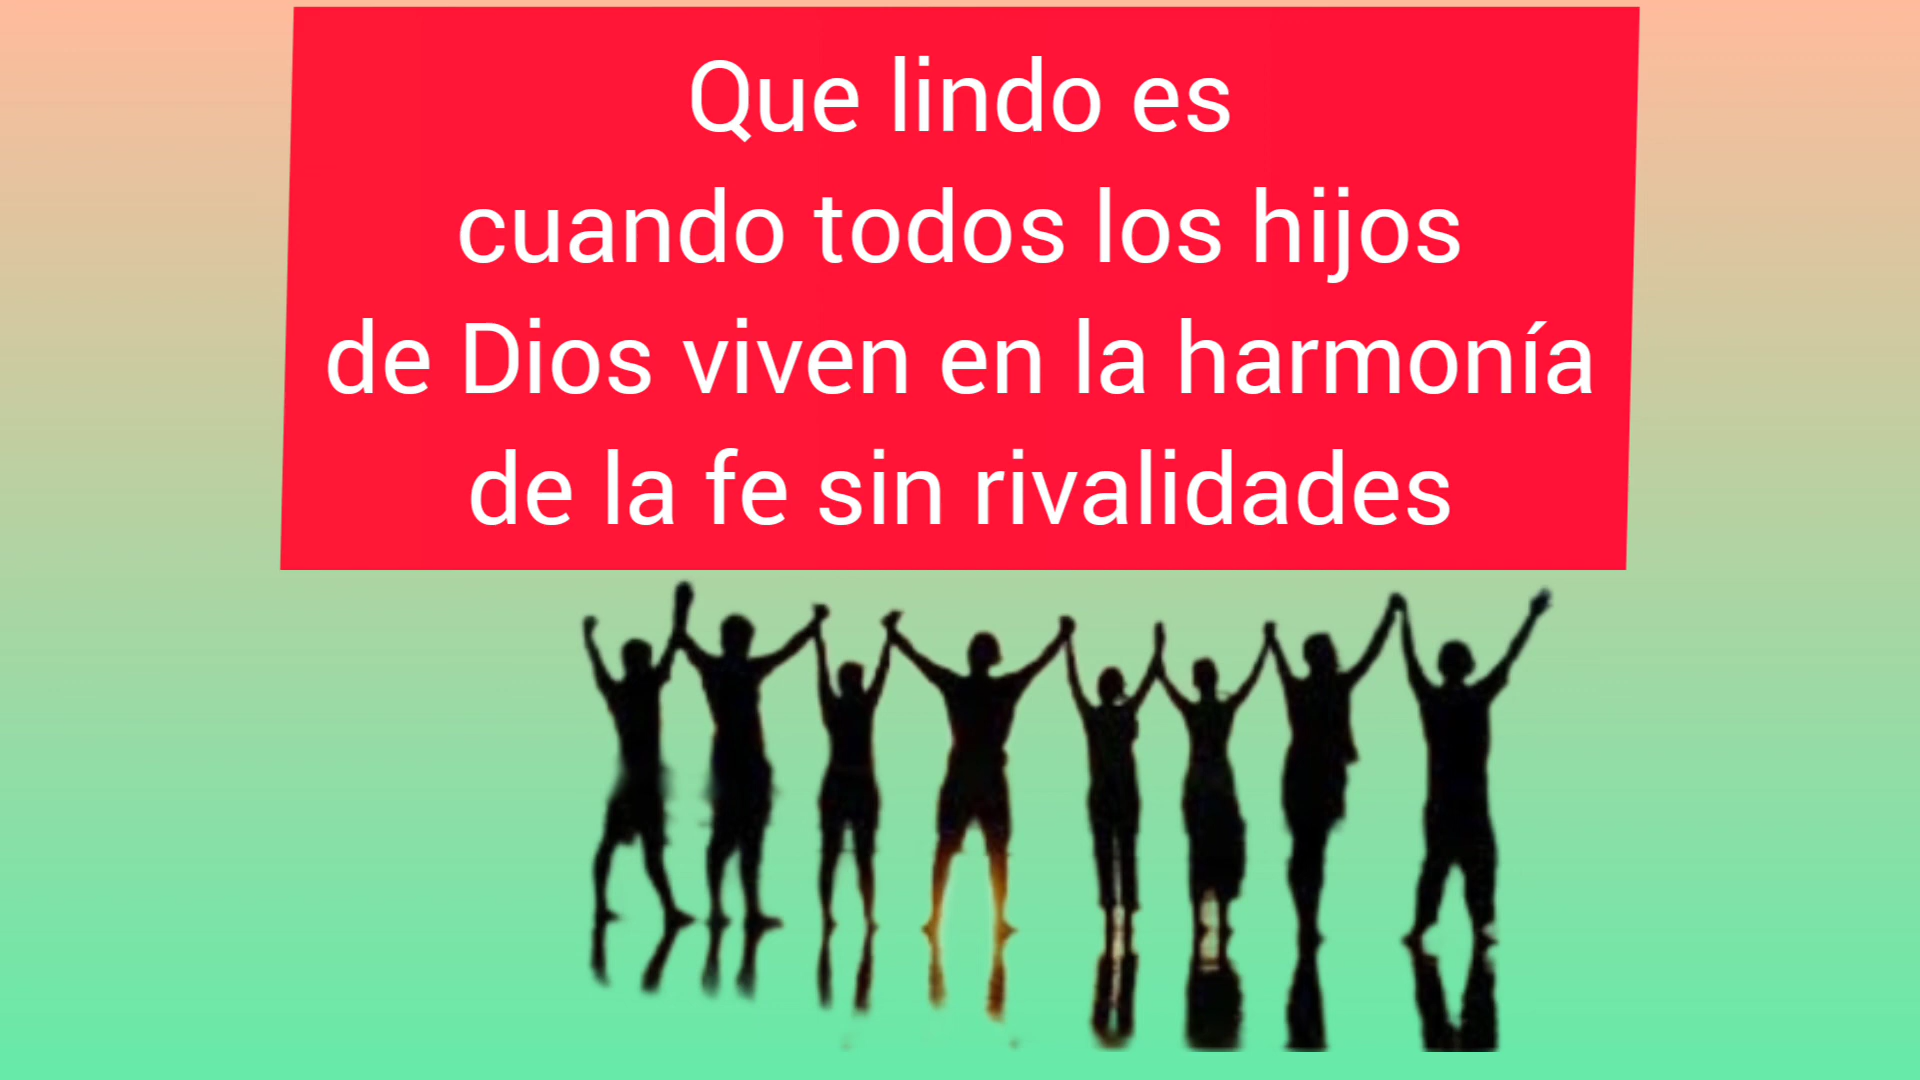 Que lindo es
cuando todos los hijos
de Dios viven en la harmonía
de la fe sin rivalidades